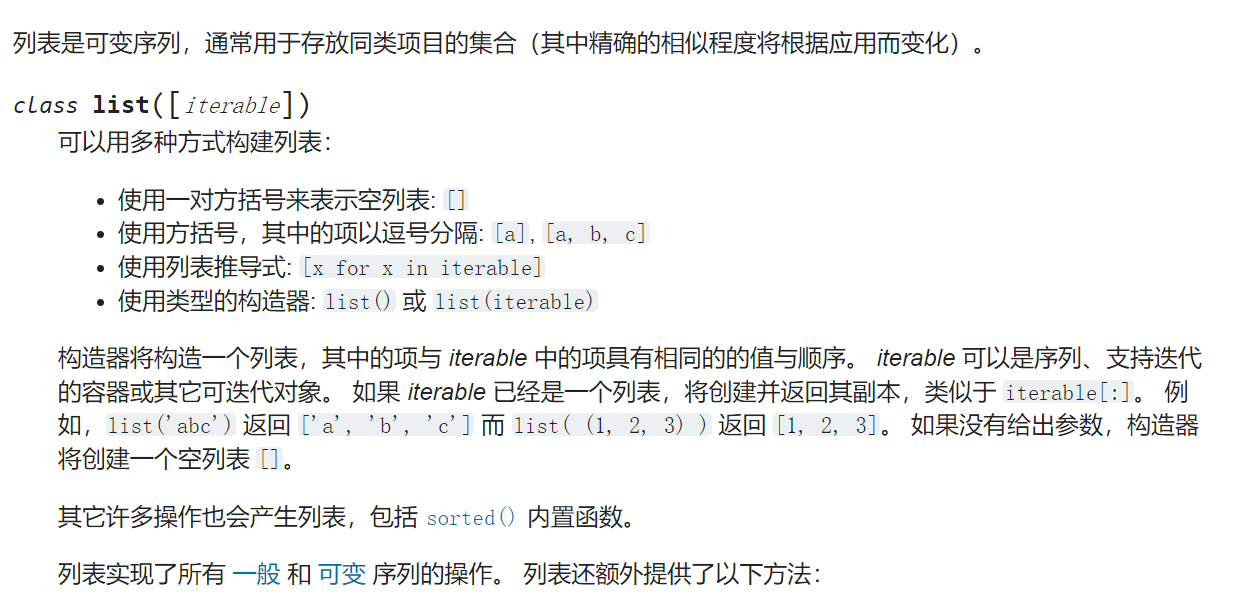 列表是可变序列，通常用于存放同类项目的集合（其中精确的相似程度将根据应用而变化）。
class list([iterable])
可以用多种方式构建列表：
• 使用一对方括号来表示空列表: []
• 使用方括号，其中的项以逗号分隔: [a], [a, b, c]
• 使用列表推导式: [x for x in iterable]
• 使用类型的构造器: list() 或 list(iterable)
构造器将构造一个列表，其中的项与 iterable 中的项具有相同的的值与顺序。 iterable 可以是序列、支持迭代
的容器或其它可迭代对象。 如果 iterable 已经是一个列表，将创建并返回其副本，类似于 iterable[:]。 例
如，list('abc') 返回 ['a', 'b', 'c'] 而 list( (1, 2, 3) ) 返回 [1, 2, 3]。 如果没有给出参数，构造器
将创建一个空列表 []。
其它许多操作也会产生列表，包括 sorted() 内置函数。
列表实现了所有 一般 和 可变 序列的操作。 列表还额外提供了以下方法：